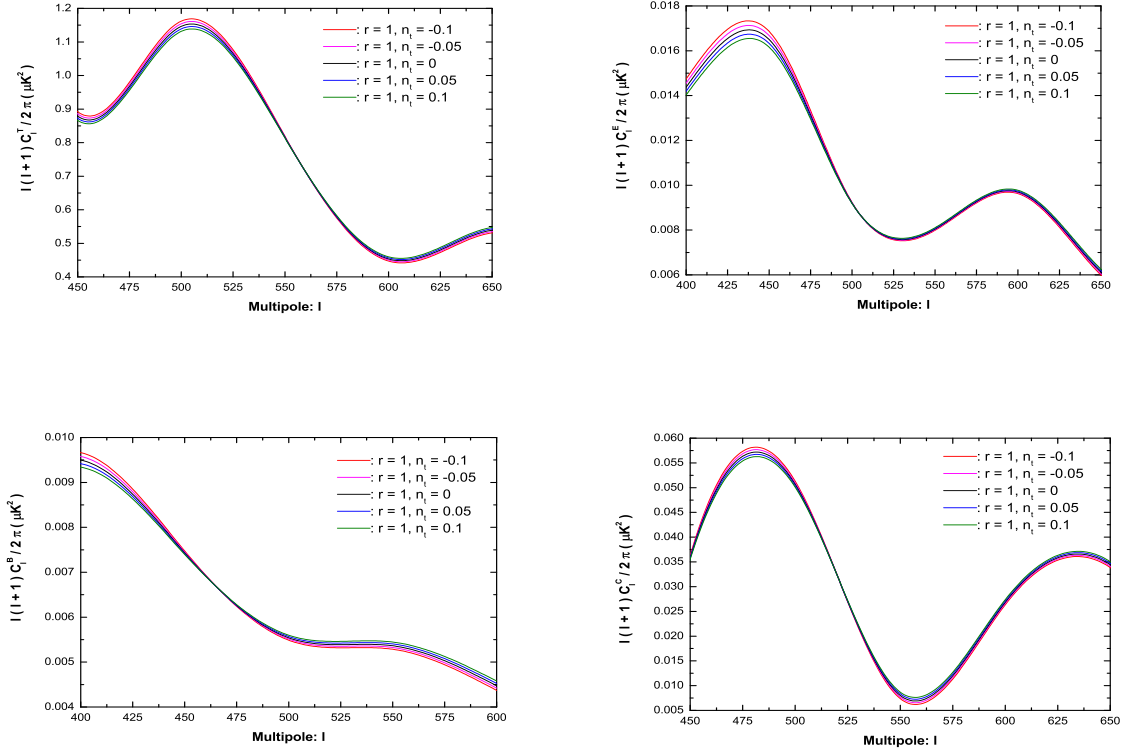 l ( l + 1 ) C_l^T / 2 π ( μK²)
1.2
1.1
1.0
0.9
0.8
0.7
0.6
0.5
0.4
450 475 500 525 550 575 600 625 650
Multipole: l
: r = 1, n_t = -0.1
: r = 1, n_t = -0.05
: r = 1, n_t = 0
: r = 1, n_t = 0.05
: r = 1, n_t = 0.1
l ( l + 1 ) C_l^E / 2 π ( μK²)
0.018
0.016
0.014
0.012
0.010
0.008
0.006
400 425 450 475 500 525 550 575 600 625 650
Multipole: l
: r = 1, n_t = -0.1
: r = 1, n_t = -0.05
: r = 1, n_t = 0
: r = 1, n_t = 0.05
: r = 1, n_t = 0.1
l ( l + 1 ) C_l^B / 2 π ( μK²)
0.010
0.009
0.008
0.007
0.006
0.005
0.004
400 425 450 475 500 525 550 575 600
Multipole: l
: r = 1, n_t = -0.1
: r = 1, n_t = -0.05
: r = 1, n_t = 0
: r = 1, n_t = 0.05
: r = 1, n_t = 0.1
l ( l + 1 ) C_l^C / 2 π ( μK²)
0.060
0.055
0.050
0.045
0.040
0.035
0.030
0.025
0.020
0.015
0.010
0.005
450 475 500 525 550 575 600 625 650
Multipole: l
: r = 1, n_t = -0.1
: r = 1, n_t = -0.05
: r = 1, n_t = 0
: r = 1, n_t = 0.05
: r = 1, n_t = 0.1